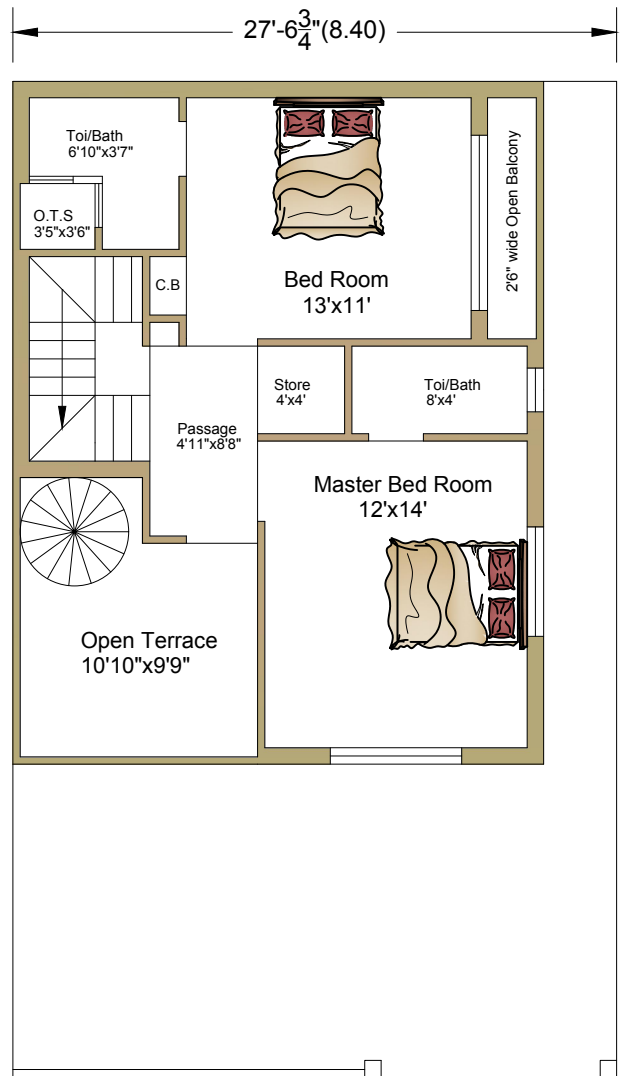 27'-6 3/4"(8.40)
Toi/Bath
6'10"x3'7"
O.T.S
3'5"x3'6"
C.B
Bed Room
13'x11'
2'6" wide Open Balcony
Store
4'x4'
Toi/Bath
8'x4'
Passage
4'11"x8'8"
Master Bed Room
12'x14'
Open Terrace
10'10"x9'9"